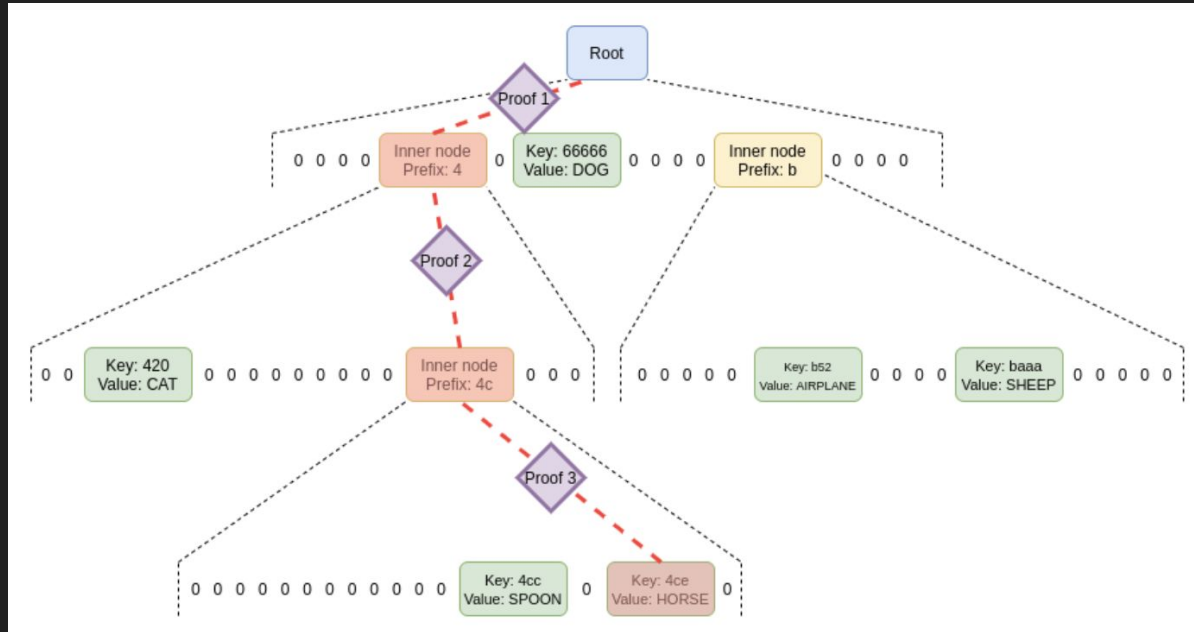 Root
Proof 1
0 0 0 0
Inner node
Prefix: 4
0
Key: 66666
Value: DOG
0 0 0 0
Inner node
Prefix: b
0 0 0 0
Proof 2
0 0
Key: 420
Value: CAT
0 0 0 0 0 0 0 0 0
Inner node
Prefix: 4c
0 0 0
0 0 0 0 0
Key: b52
Value: AIRPLANE
0 0 0 0
Key: baaa
Value: SHEEP
0 0 0 0 0
Proof 3
0 0 0 0 0 0 0 0 0 0 0 0
Key: 4cc
Value: SPOON
0
Key: 4ce
Value: HORSE
0